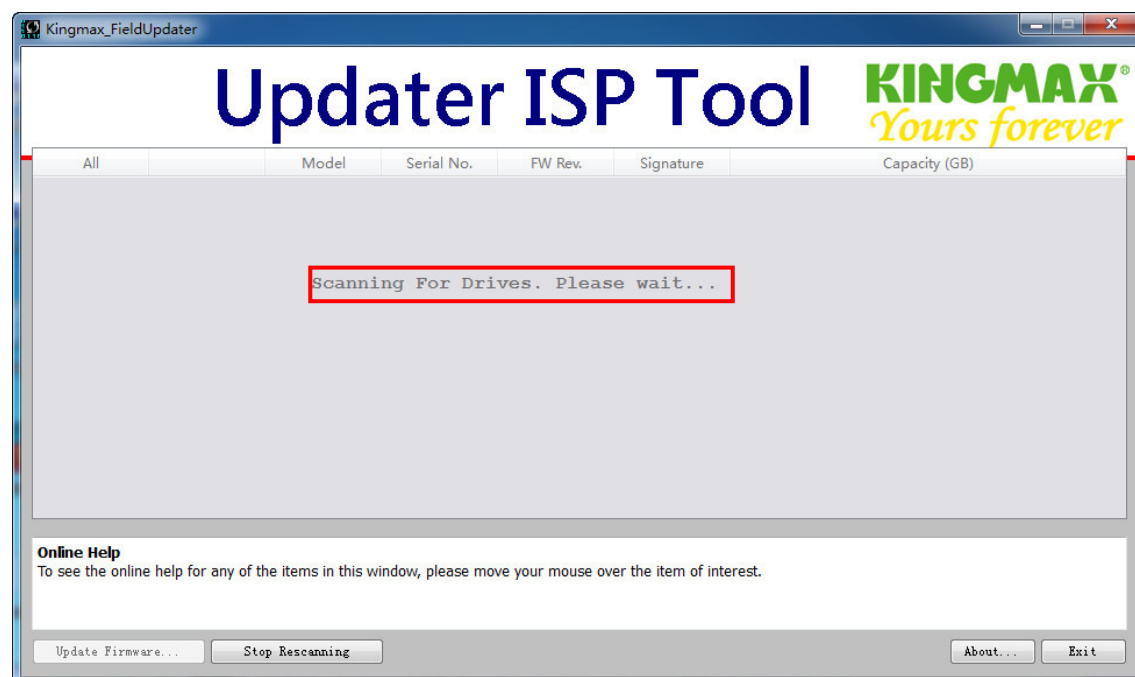 Kingmax_FieldUpdater
Updater ISP Tool
KINGMAX®
Yours forever
All Model Serial No. FW Rev. Signature Capacity (GB)
Scanning For Drives. Please wait...
Online Help
To see the online help for any of the items in this window, please move your mouse over the item of interest.
Update Firmware... Stop Rescanning About... Exit